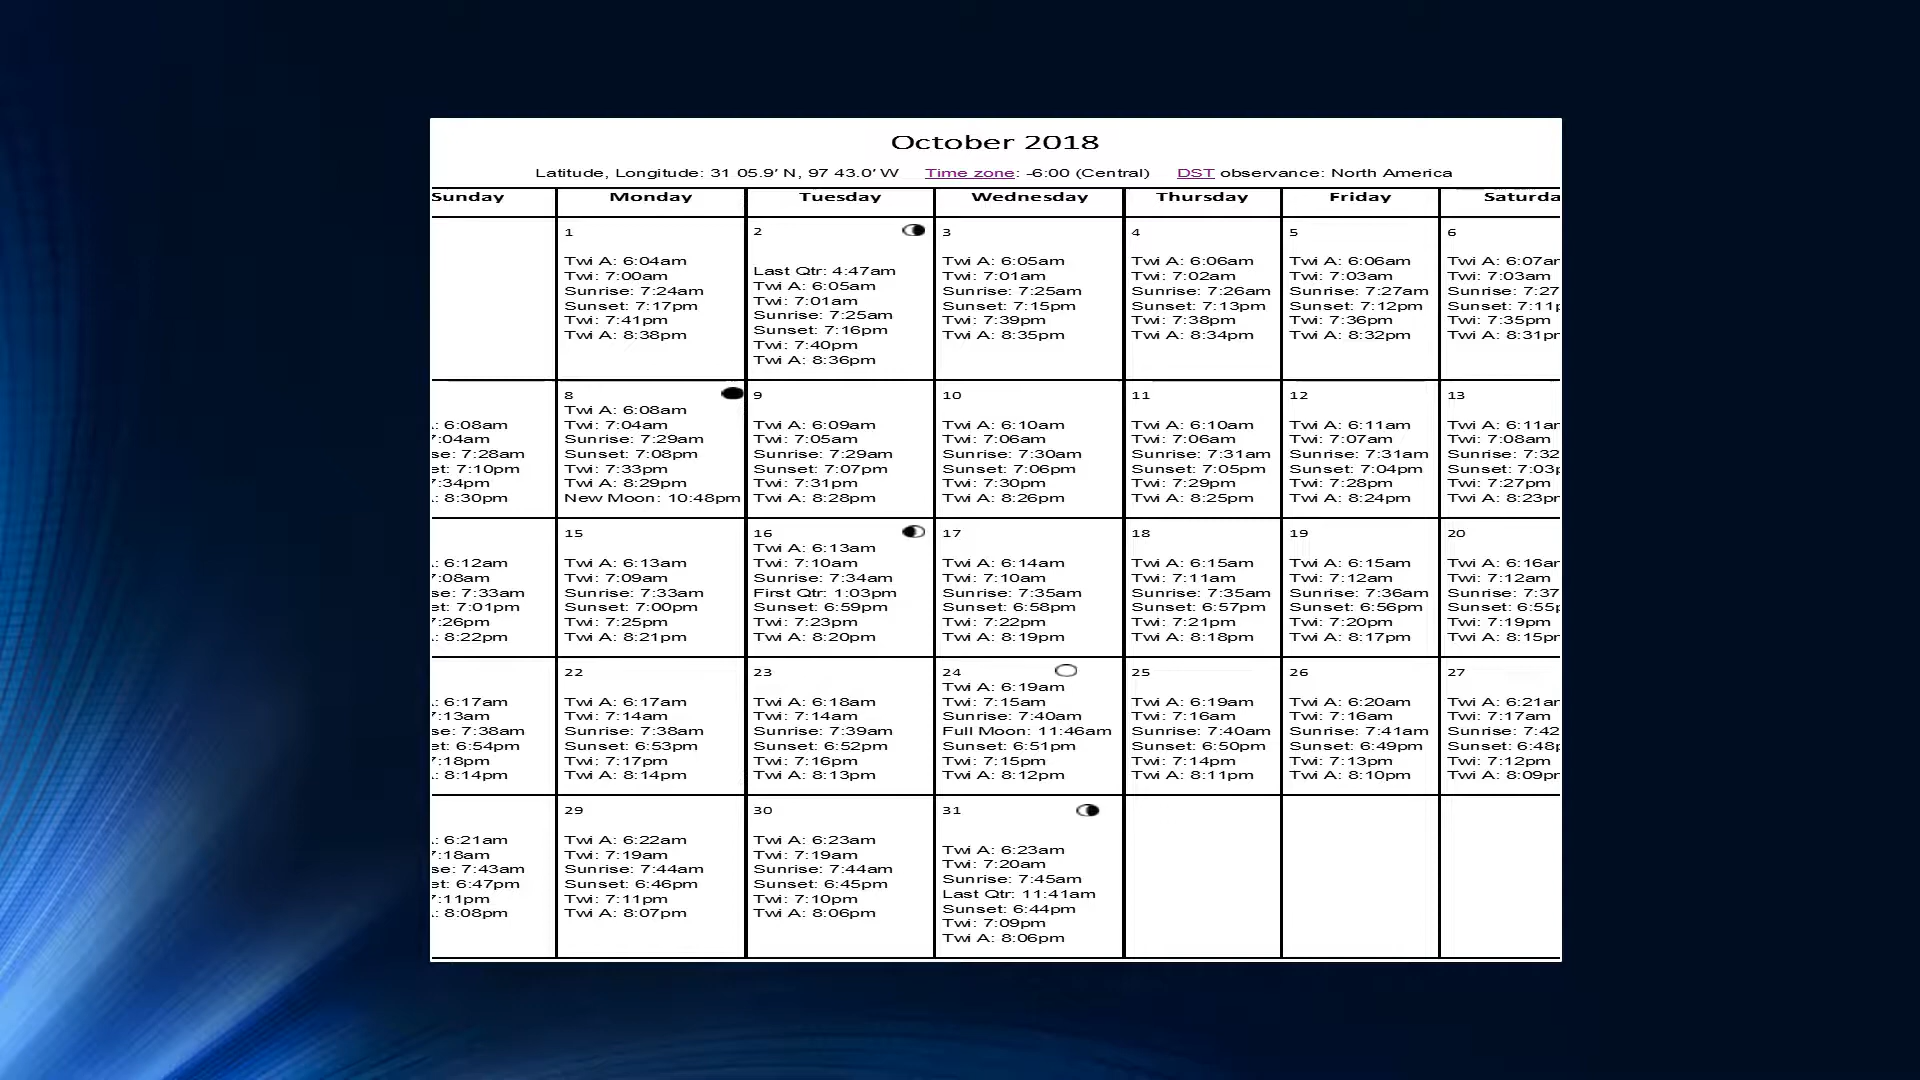 October 2018
Latitude, Longitude: 31 05.9' N, 97 43.0' W Time zone: -6:00 (Central) DST observance: North America
Sunday Monday Tuesday Wednesday Thursday Friday Saturda
1
Twi A: 6:04am
Twi: 7:00am
Sunrise: 7:24am
Sunset: 7:17pm
Twi: 7:41pm
Twi A: 8:38pm
2
Last Qtr: 4:47am
Twi A: 6:05am
Twi: 7:01am
Sunrise: 7:25am
Sunset: 7:16pm
Twi: 7:40pm
Twi A: 8:36pm
3
Twi A: 6:05am
Twi: 7:01am
Sunrise: 7:25am
Sunset: 7:15pm
Twi: 7:39pm
Twi A: 8:35pm
4
Twi A: 6:06am
Twi: 7:02am
Sunrise: 7:26am
Sunset: 7:13pm
Twi: 7:38pm
Twi A: 8:34pm
5
Twi A: 6:06am
Twi: 7:03am
Sunrise: 7:27am
Sunset: 7:12pm
Twi: 7:36pm
Twi A: 8:32pm
6
Twi A: 6:07a
Twi: 7:03am
Sunrise: 7:27
Sunset: 7:11
Twi: 7:35pm
Twi A: 8:31p
: 6:08am
7:04am
se: 7:28am
et: 7:10pm
7:34pm
: 8:30pm
8
Twi A: 6:08am
Twi: 7:04am
Sunrise: 7:29am
Sunset: 7:08pm
Twi: 7:33pm
Twi A: 8:29pm
New Moon: 10:48pm
9
Twi A: 6:09am
Twi: 7:05am
Sunrise: 7:29am
Sunset: 7:07pm
Twi: 7:31pm
Twi A: 8:28pm
10
Twi A: 6:10am
Twi: 7:06am
Sunrise: 7:30am
Sunset: 7:06pm
Twi: 7:30pm
Twi A: 8:26pm
11
Twi A: 6:10am
Twi: 7:06am
Sunrise: 7:31am
Sunset: 7:05pm
Twi: 7:29pm
Twi A: 8:25pm
12
Twi A: 6:11am
Twi: 7:07am
Sunrise: 7:31am
Sunset: 7:04pm
Twi: 7:28pm
Twi A: 8:24pm
13
Twi A: 6:11a
Twi: 7:08am
Sunrise: 7:32
Sunset: 7:03
Twi: 7:27pm
Twi A: 8:23p
: 6:12am
7:08am
se: 7:33am
et: 7:01pm
7:26pm
: 8:22pm
15
Twi A: 6:13am
Twi: 7:09am
Sunrise: 7:33am
Sunset: 7:00pm
Twi: 7:25pm
Twi A: 8:21pm
16
Twi A: 6:13am
Twi: 7:10am
Sunrise: 7:34am
First Qtr: 1:03pm
Sunset: 6:59pm
Twi: 7:23pm
Twi A: 8:20pm
17
Twi A: 6:14am
Twi: 7:10am
Sunrise: 7:35am
Sunset: 6:58pm
Twi: 7:22pm
Twi A: 8:19pm
18
Twi A: 6:15am
Twi: 7:11am
Sunrise: 7:35am
Sunset: 6:57pm
Twi: 7:21pm
Twi A: 8:18pm
19
Twi A: 6:15am
Twi: 7:12am
Sunrise: 7:36am
Sunset: 6:56pm
Twi: 7:20pm
Twi A: 8:17pm
20
Twi A: 6:16a
Twi: 7:12am
Sunrise: 7:37
Sunset: 6:55
Twi: 7:19pm
Twi A: 8:15p
: 6:17am
7:13am
se: 7:38am
et: 6:54pm
7:18pm
: 8:14pm
22
Twi A: 6:17am
Twi: 7:14am
Sunrise: 7:38am
Sunset: 6:53pm
Twi: 7:17pm
Twi A: 8:14pm
23
Twi A: 6:18am
Twi: 7:14am
Sunrise: 7:39am
Sunset: 6:52pm
Twi: 7:16pm
Twi A: 8:13pm
24
Twi A: 6:19am
Twi: 7:15am
Sunrise: 7:40am
Full Moon: 11:46am
Sunset: 6:51pm
Twi: 7:15pm
Twi A: 8:12pm
25
Twi A: 6:19am
Twi: 7:16am
Sunrise: 7:40am
Sunset: 6:50pm
Twi: 7:14pm
Twi A: 8:11pm
26
Twi A: 6:20am
Twi: 7:16am
Sunrise: 7:41am
Sunset: 6:49pm
Twi: 7:13pm
Twi A: 8:10pm
27
Twi A: 6:21a
Twi: 7:17am
Sunrise: 7:42
Sunset: 6:48
Twi: 7:12pm
Twi A: 8:09p
: 6:21am
7:18am
se: 7:43am
et: 6:47pm
7:11pm
: 8:08pm
29
Twi A: 6:22am
Twi: 7:19am
Sunrise: 7:44am
Sunset: 6:46pm
Twi: 7:11pm
Twi A: 8:07pm
30
Twi A: 6:23am
Twi: 7:19am
Sunrise: 7:44am
Sunset: 6:45pm
Twi: 7:10pm
Twi A: 8:06pm
31
Twi A: 6:23am
Twi: 7:20am
Sunrise: 7:45am
Last Qtr: 11:41am
Sunset: 6:44pm
Twi: 7:09pm
Twi A: 8:06pm